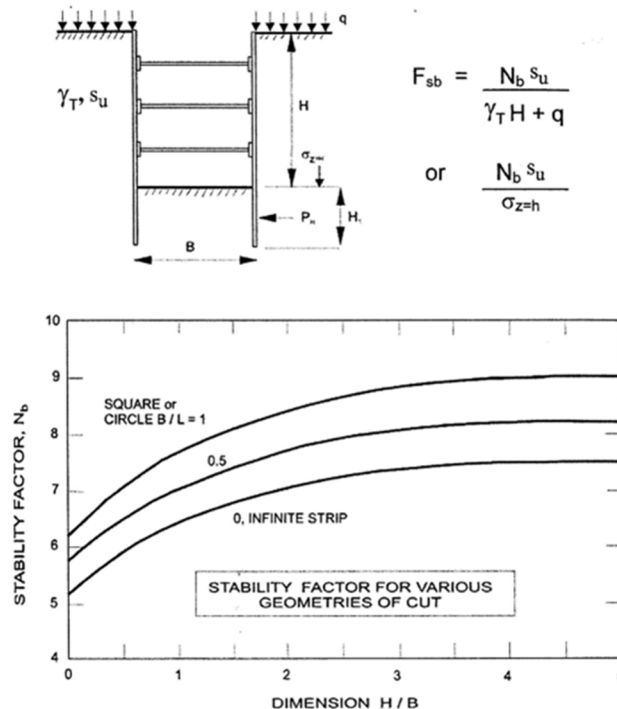 q
γT, su
H
σz=h
PH
H1
B
Fsb = Nb su
γT H + q
or Nb su
σz=h
10
9
8
7
6
5
4
STABILITY FACTOR, Nb
SQUARE or
CIRCLE B / L = 1
0.5
0, INFINITE STRIP
STABILITY FACTOR FOR VARIOUS
GEOMETRIES OF CUT
0 1 2 3 4
DIMENSION H / B